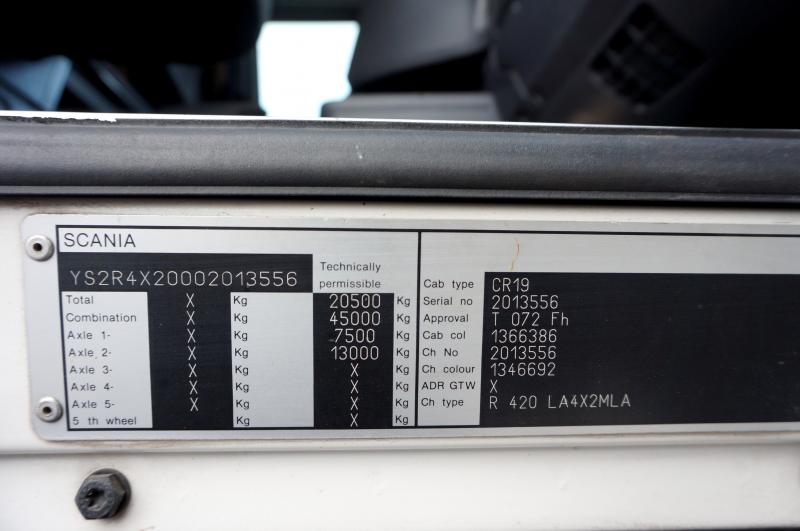 SCANIA
YS2R4X20002013556 Technically permissible
Total X Kg 20500 Kg
Combination X Kg 45000 Kg
Axle 1- X Kg 7500 Kg
Axle 2- X Kg 13000 Kg
Axle 3- X Kg X Kg
Axle 4- X Kg X Kg
Axle 5- X Kg X Kg
5 th wheel Kg X Kg
Cab type CR19
Serial no 2013556
Approval T 072 Fh
Cab col 1366386
Ch No 2013556
Ch colour 1346692
ADR GTW X
Ch type R 420 LA4X2MLA